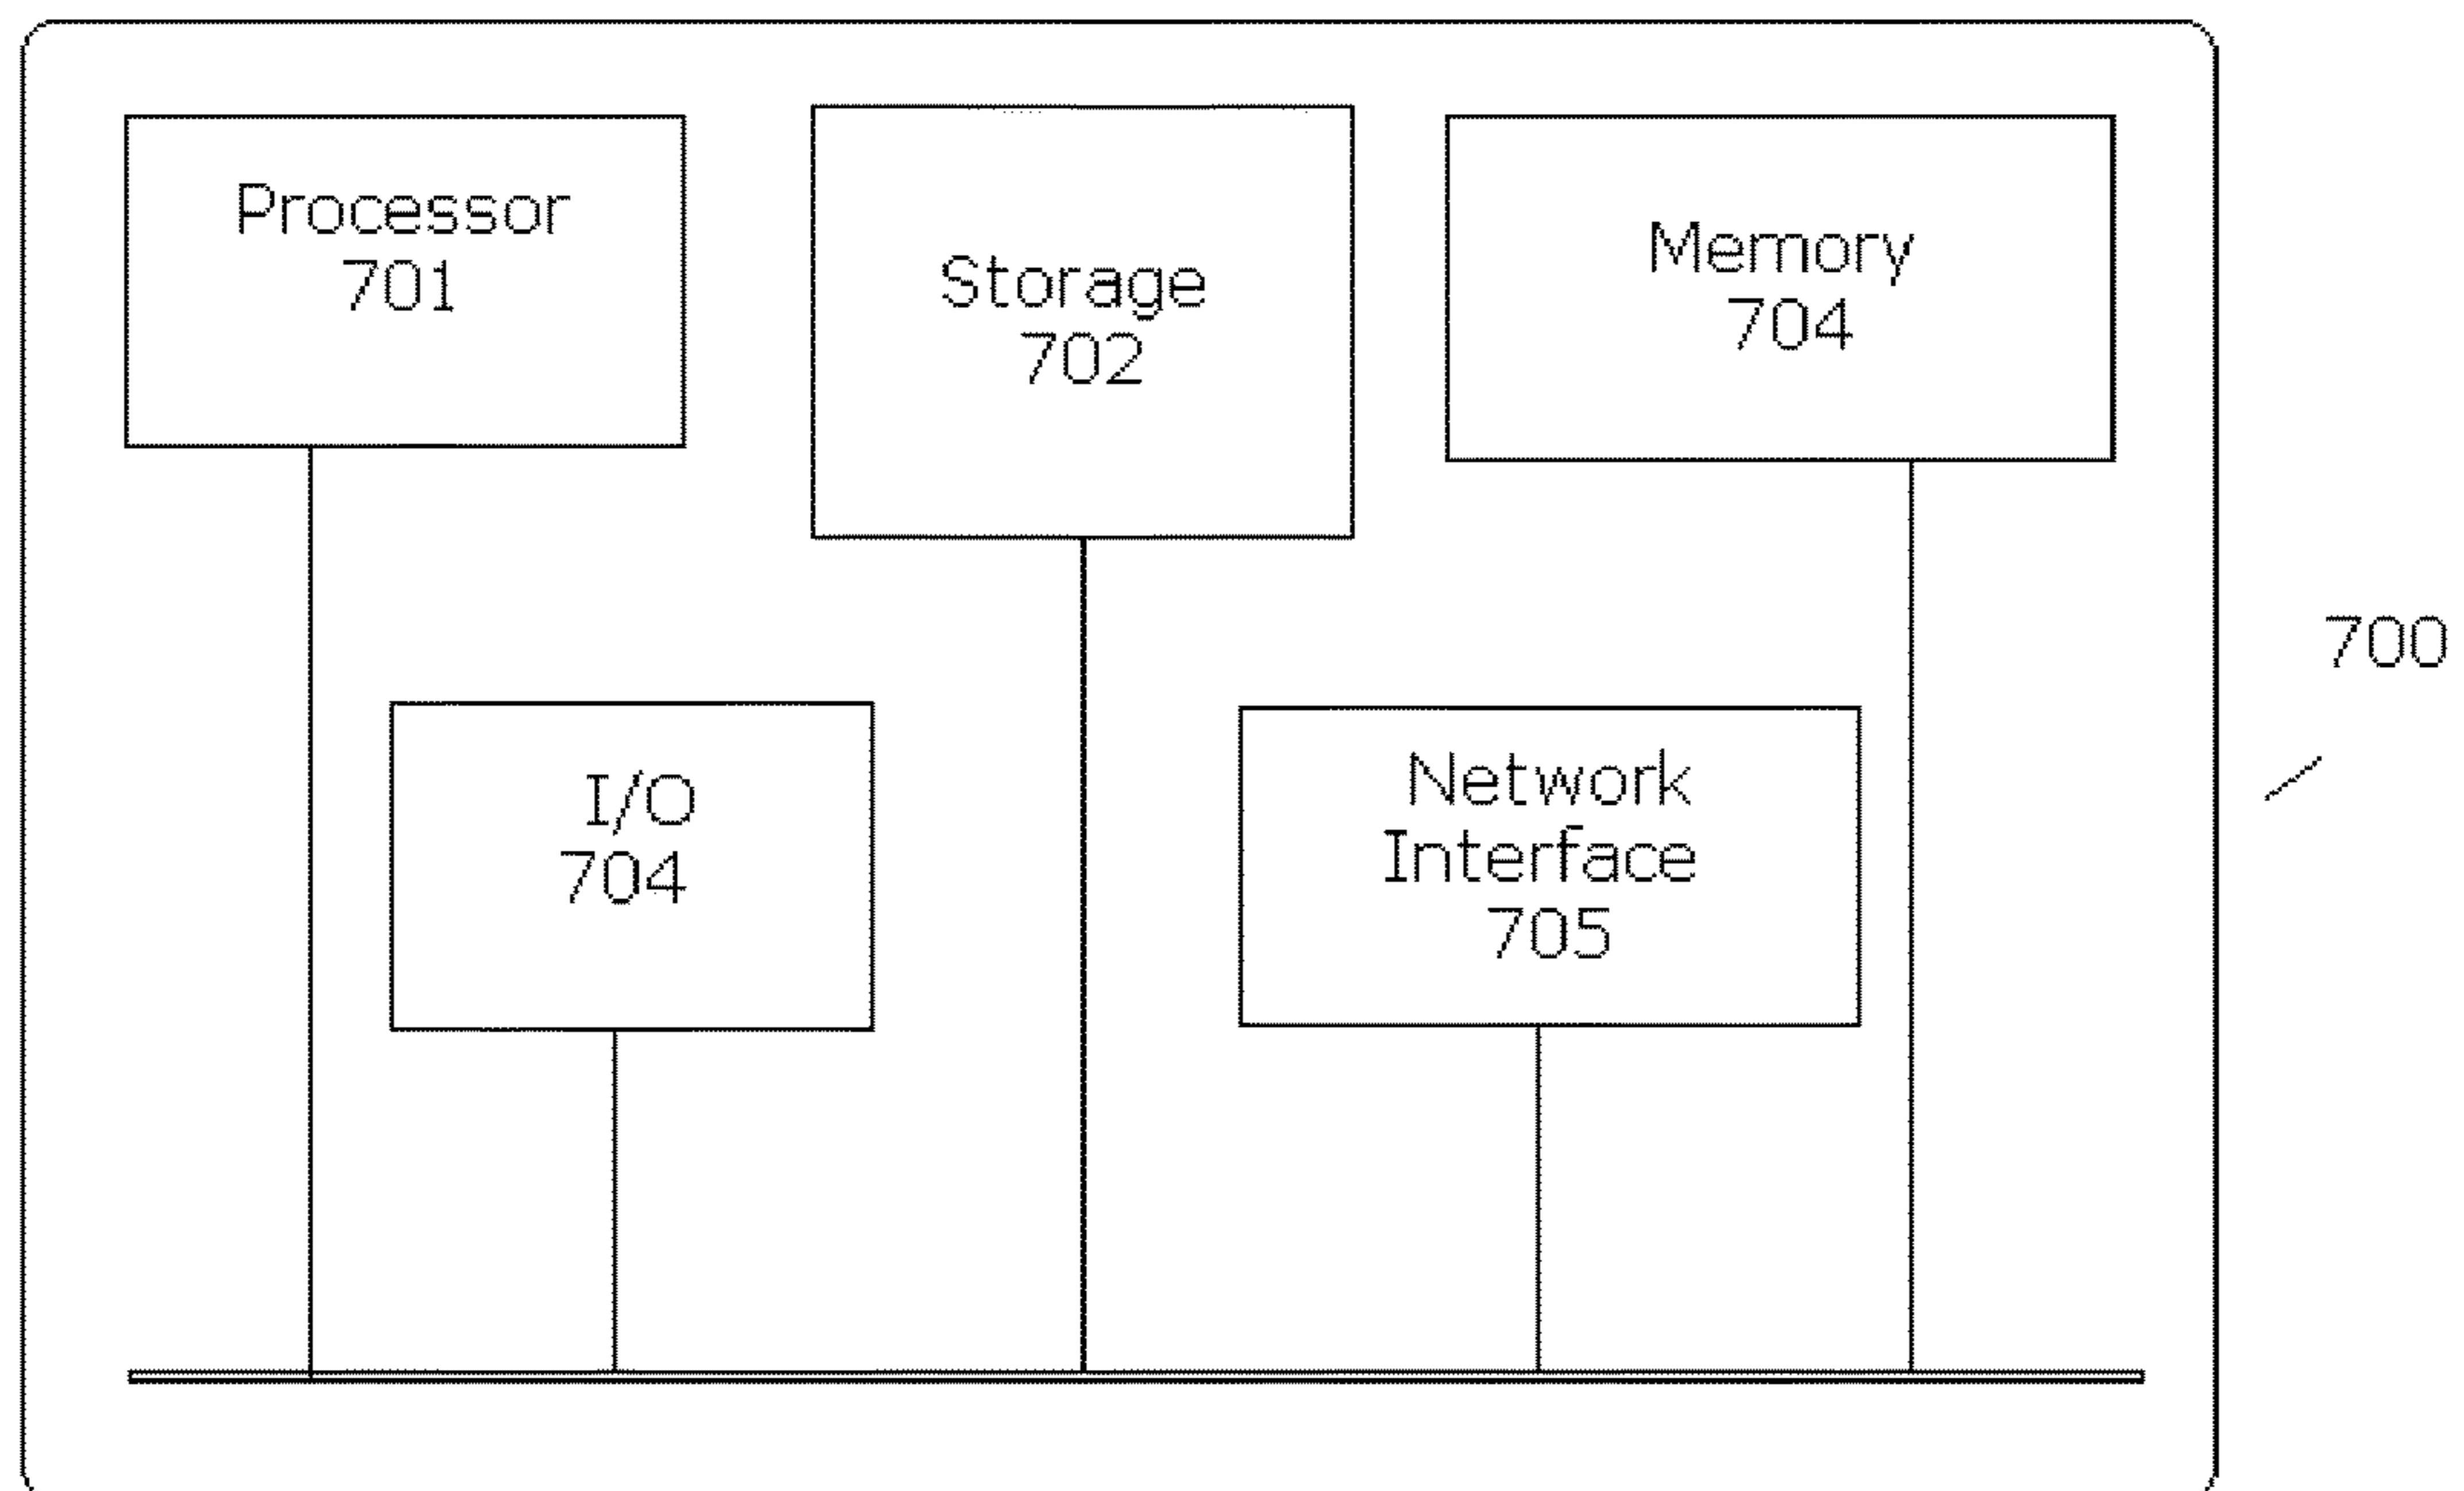 Processor
701
Storage
702
Memory
704
700
I/O
704
Network
Interface
705